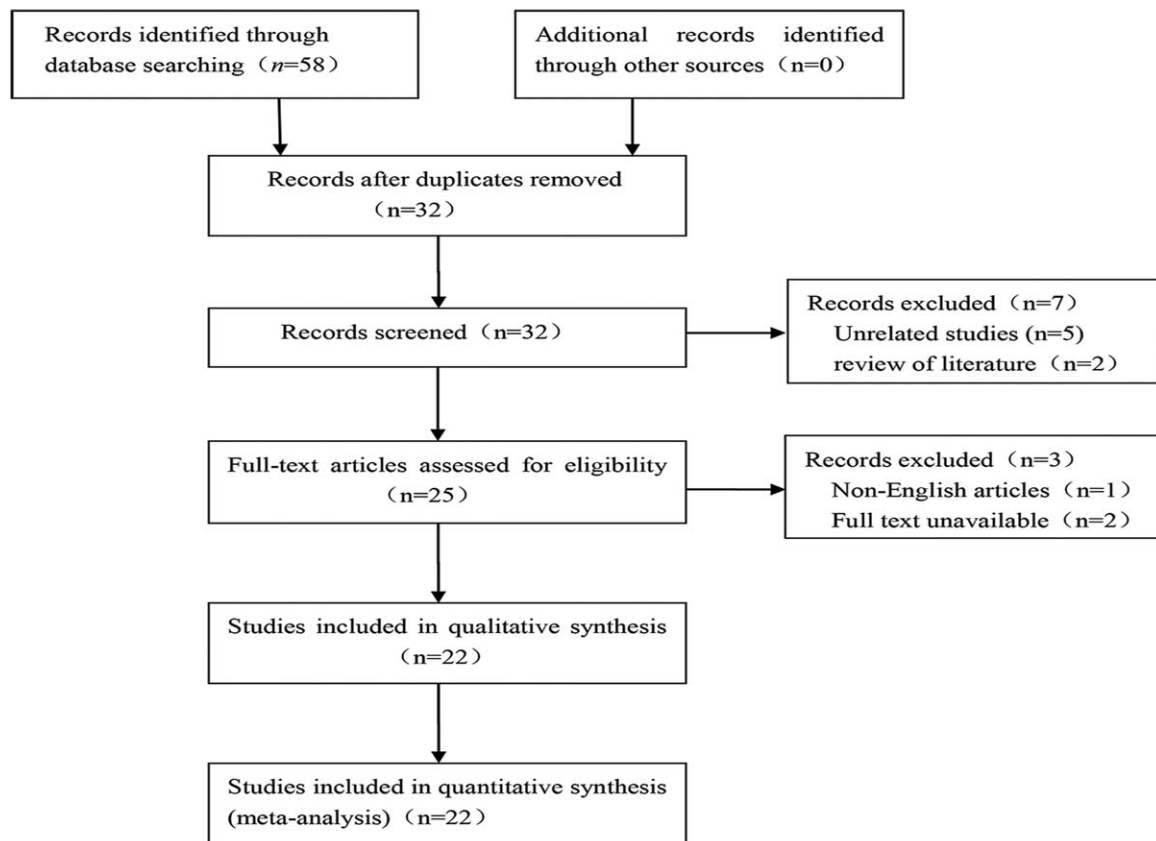 Records identified through
database searching（n=58）
Additional records identified
through other sources（n=0）
Records after duplicates removed
（n=32）
Records screened（n=32）
Records excluded（n=7）
Unrelated studies (n=5)
review of literature（n=2）
Full-text articles assessed for eligibility
（n=25）
Records excluded（n=3）
Non-English articles（n=1）
Full text unavailable（n=2）
Studies included in qualitative synthesis
（n=22）
Studies included in quantitative synthesis
(meta-analysis)（n=22）